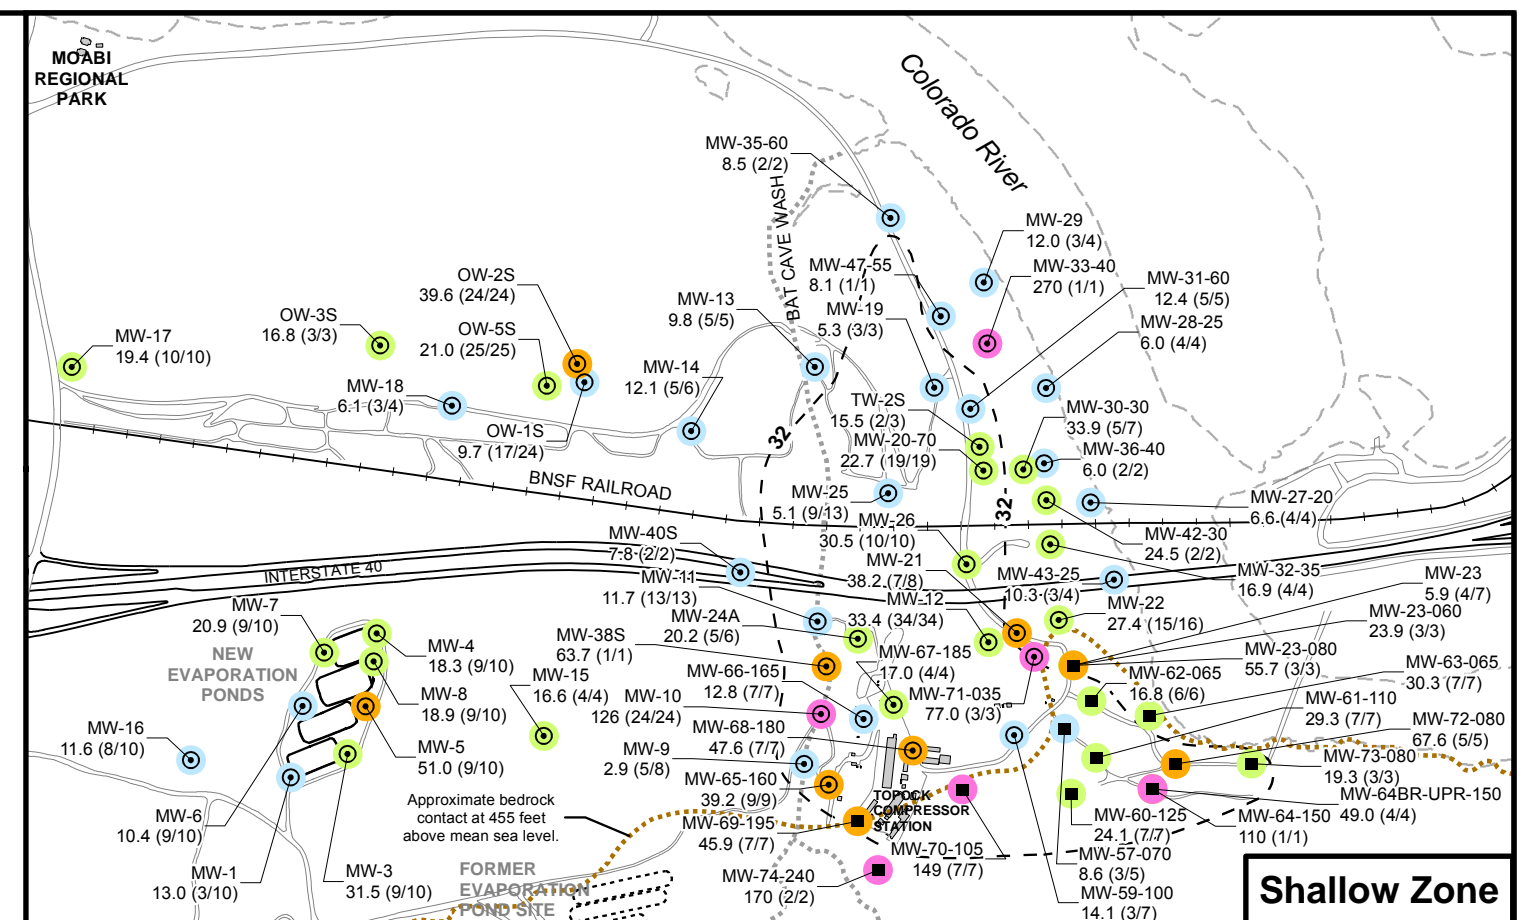 MOABI
REGIONAL
PARK
Colorado River
MW-35-60
8.5 (2/2)
BAT CAVE WASH
MW-29
12.0 (3/4)
MW-33-40
270 (1/1)
MW-47-55
8.1 (1/1)
MW-31-60
12.4 (5/5)
MW-19
5.3 (3/3)
MW-28-25
6.0 (4/4)
OW-2S
39.6 (24/24)
MW-13
9.8 (5/5)
OW-3S
16.8 (3/3)
OW-5S
21.0 (25/25)
MW-17
19.4 (10/10)
MW-14
12.1 (5/6)
MW-18
6.1 (3/4)
TW-2S
15.5 (2/3)
MW-30-30
33.9 (5/7)
OW-1S
9.7 (17/24)
32
MW-20-70
22.7 (19/19)
MW-36-40
6.0 (2/2)
BNSF RAILROAD
MW-25
5.1 (9/13)
32
MW-27-20
6.6 (4/4)
MW-26
30.5 (10/10)
MW-42-30
24.5 (2/2)
MW-40S
7.8 (2/2)
MW-21
38.2 (7/8)
INTERSTATE 40
MW-11
11.7 (13/13)
MW-43-25
10.3 (3/4)
MW-32-35
16.9 (4/4)
MW-23
5.9 (4/7)
MW-7
20.9 (9/10)
MW-24A
20.2 (5/6)
MW-12
33.4 (34/34)
MW-22
27.4 (15/16)
MW-23-060
23.9 (3/3)
MW-38S
63.7 (1/1)
MW-4
18.3 (9/10)
NEW
EVAPORATION
PONDS
MW-67-185
17.0 (4/4)
MW-23-080
55.7 (3/3)
MW-66-165
12.8 (7/7)
MW-15
16.6 (4/4)
MW-62-065
16.8 (6/6)
MW-63-065
30.3 (7/7)
MW-8
18.9 (9/10)
MW-10
126 (24/24)
MW-71-035
77.0 (3/3)
MW-61-110
29.3 (7/7)
MW-16
11.6 (8/10)
MW-68-180
47.6 (7/7)
MW-72-080
67.6 (5/5)
MW-5
51.0 (9/10)
MW-9
2.9 (5/8)
MW-73-080
19.3 (3/3)
MW-65-160
39.2 (9/9)
MW-64BR-UPR-150
49.0 (4/4)
Approximate bedrock
contact at 455 feet
above mean sea level.
TOPOCK
COMPRESSOR
STATION
MW-6
10.4 (9/10)
MW-69-195
45.9 (7/7)
MW-60-125
24.1 (7/7)
MW-64-150
110 (1/1)
MW-70-105
149 (7/7)
MW-57-070
8.6 (3/5)
MW-1
13.0 (3/10)
MW-3
31.5 (9/10)
FORMER
EVAPORATION
POND SITE
MW-74-240
170 (2/2)
MW-59-100
14.1 (3/7)
Shallow Zone